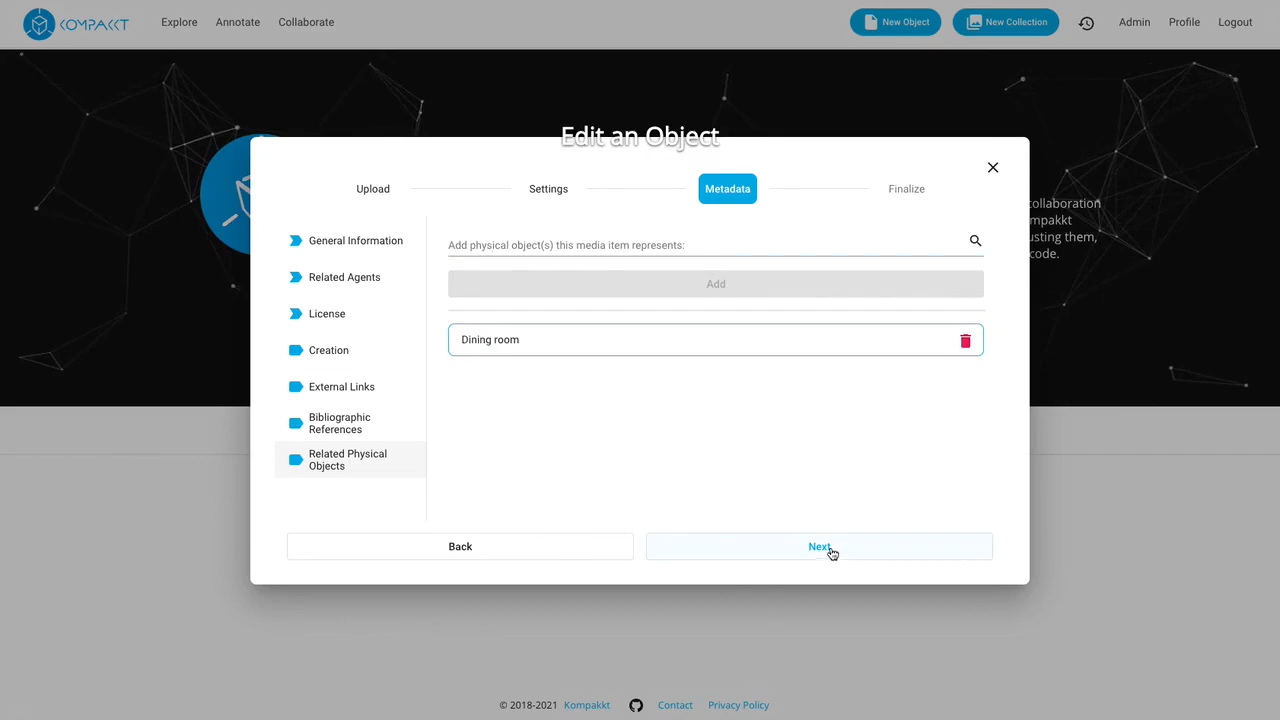 KOMPAKKT
Explore
Annotate
Collaborate
New Object
New Collection
Admin
Profile
Logout
Edit an Object
Upload
Settings
Metadata
Finalize
ollaboration
mpakkt
usting them,
code.
General Information
Related Agents
License
Creation
External Links
Bibliographic
References
Related Physical
Objects
Add physical object(s) this media item represents:
Add
Dining room
Back
Next
© 2018-2021 Kompakkt
Contact
Privacy Policy